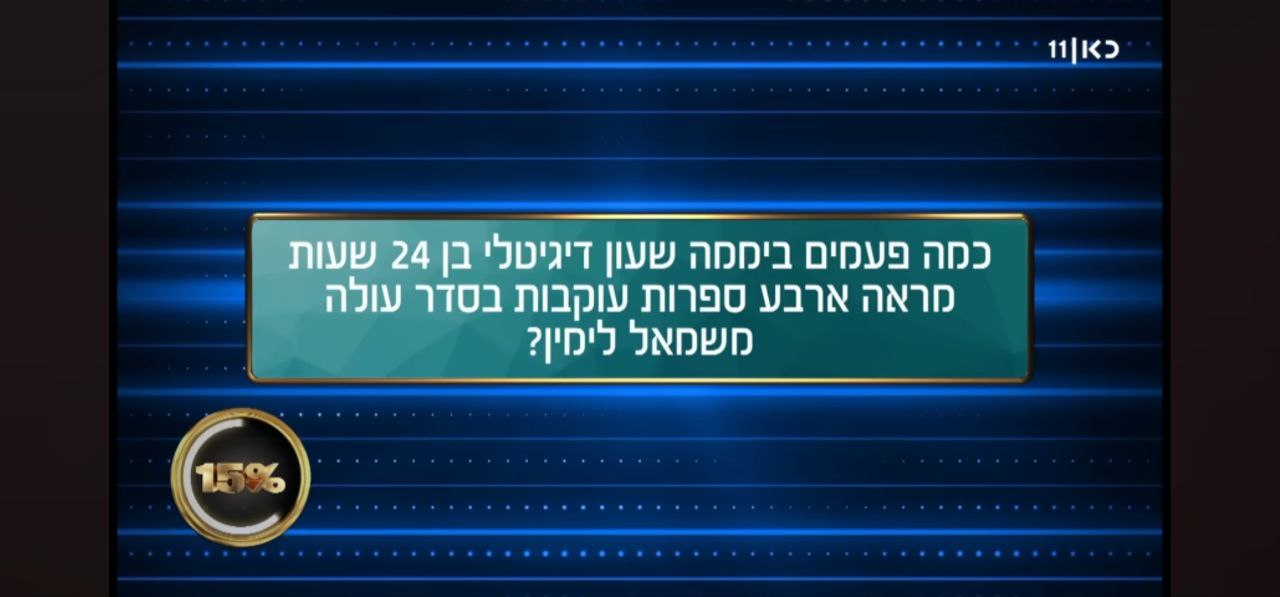 כאן|11
כמה פעמים ביממה שעון דיגיטלי בן 24 שעות
מראה ארבע ספרות עוקבות בסדר עולה
משמאל לימין?
15%